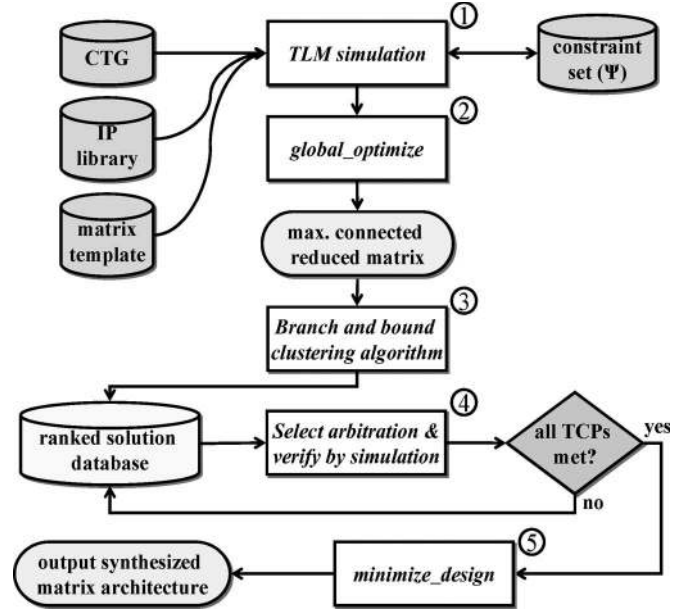 1
CTG
TLM simulation
constraint
set (Ψ)
2
IP
library
global_optimize
matrix
template
max. connected
reduced matrix
3
Branch and bound
clustering algorithm
4
ranked solution
database
Select arbitration &
verify by simulation
all TCPs
met?
yes
no
5
output synthesized
matrix architecture
minimize_design